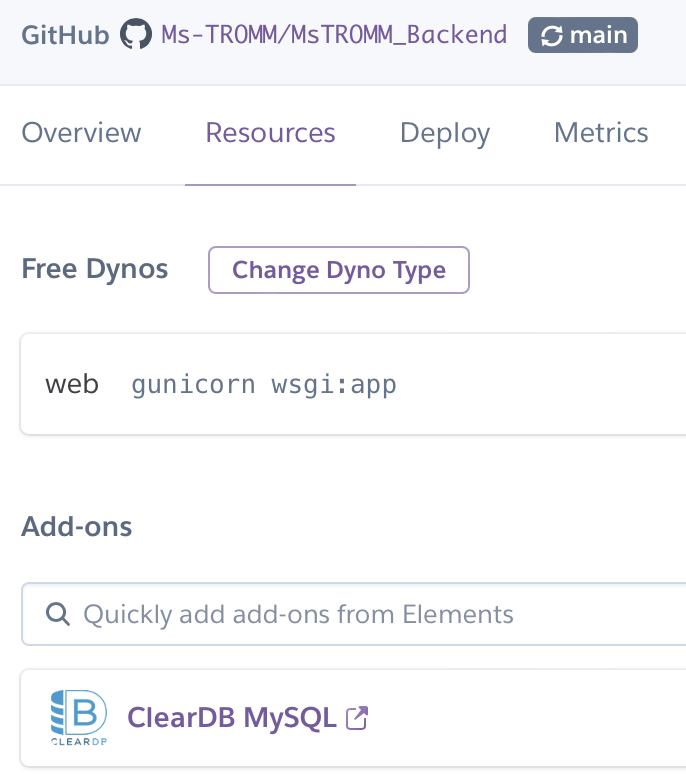 GitHub Ms-TROMM/MsTROMM_Backend main
Overview Resources Deploy Metrics
Free Dynos Change Dyno Type
web gunicorn wsgi:app
Add-ons
Quickly add add-ons from Elements
B
CLEARDB
ClearDB MySQL